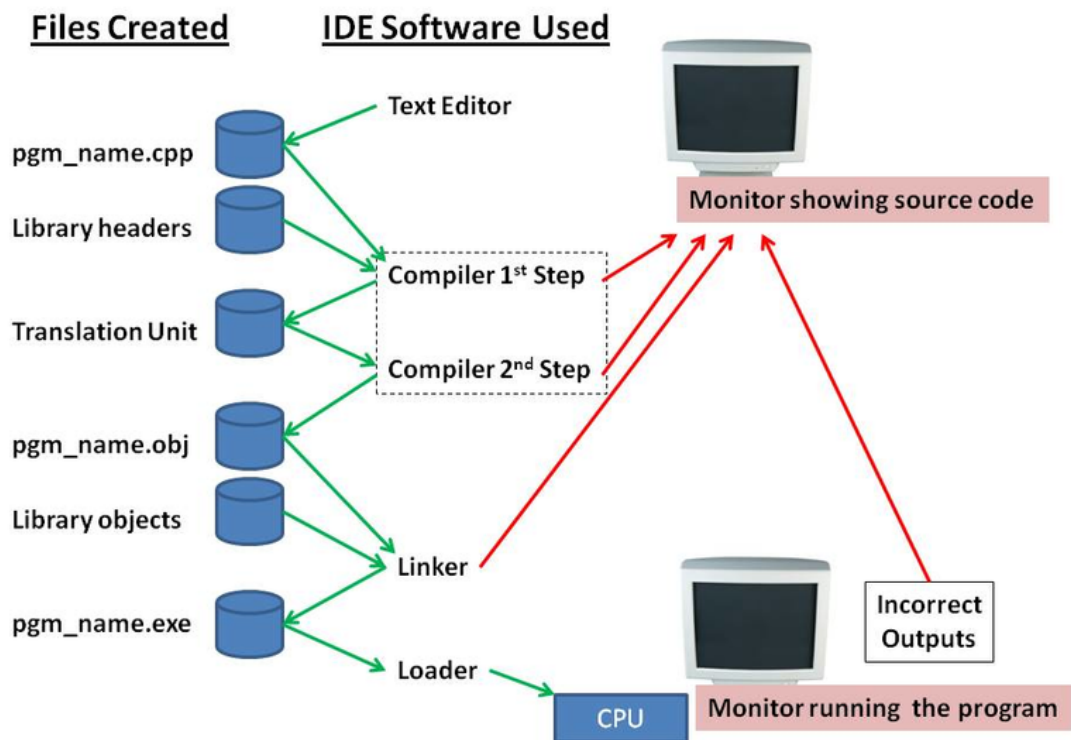 Files Created
IDE Software Used
Text Editor
pgm_name.cpp
Monitor showing source code
Library headers
Compiler 1st Step
Translation Unit
Compiler 2nd Step
pgm_name.obj
Library objects
Linker
Incorrect
Outputs
pgm_name.exe
Loader
CPU
Monitor running the program